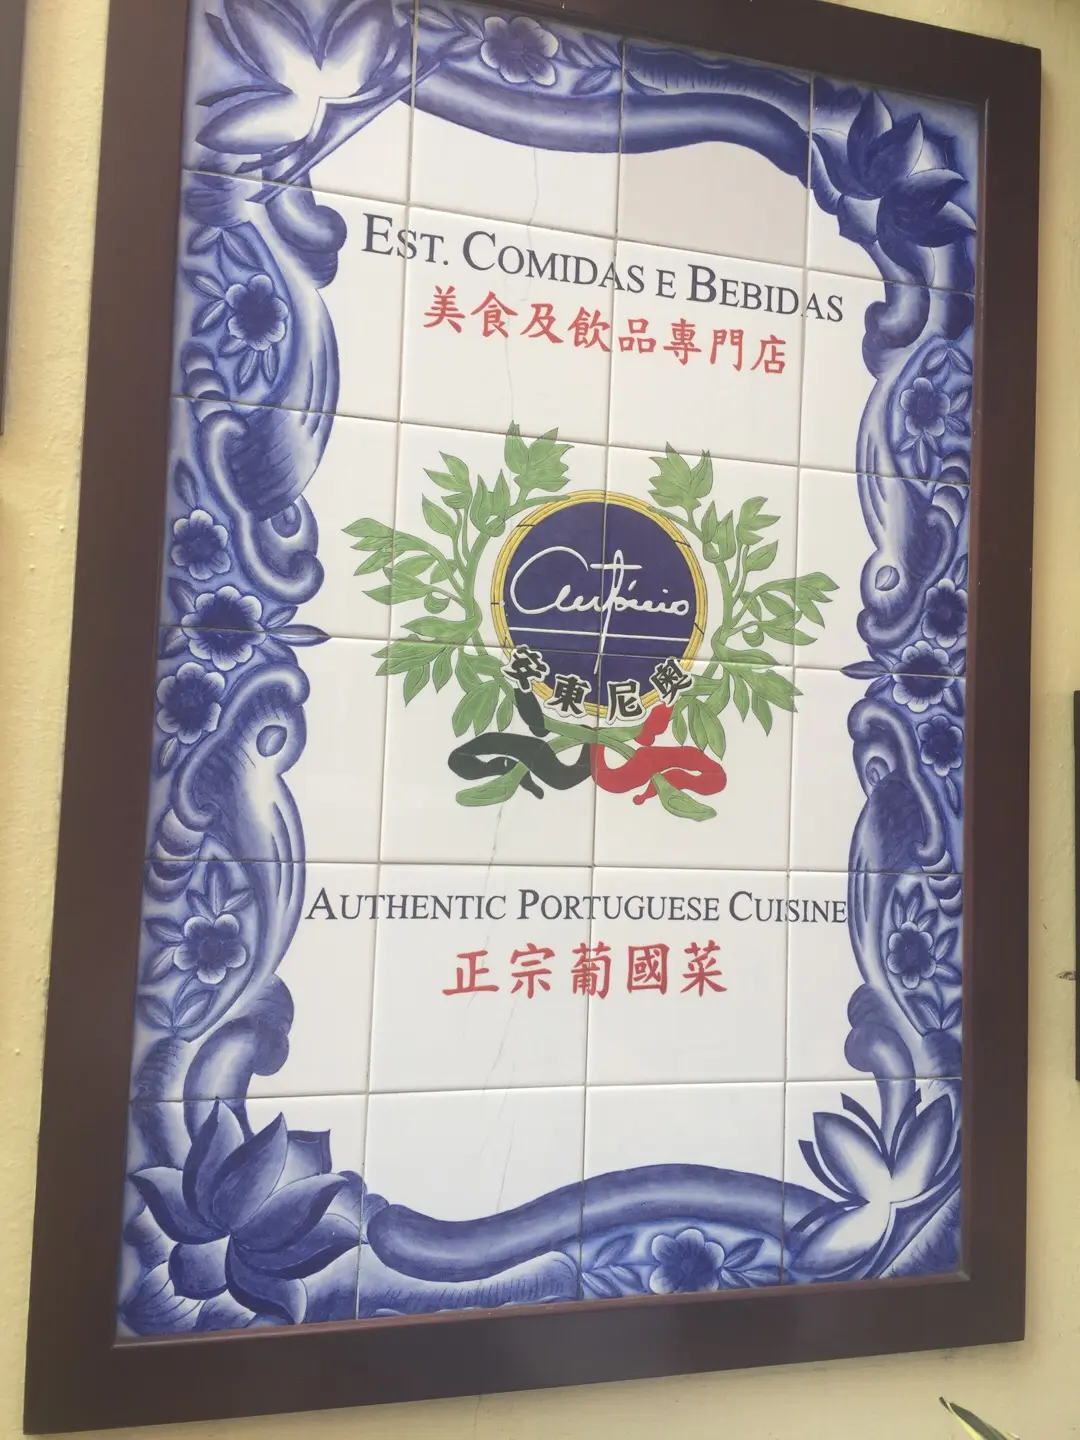 EST. COMIDAS E BEBIDAS
美食及飲品專門店
António
安東尼奧
AUTHENTIC PORTUGUESE CUISINE
正宗葡國菜